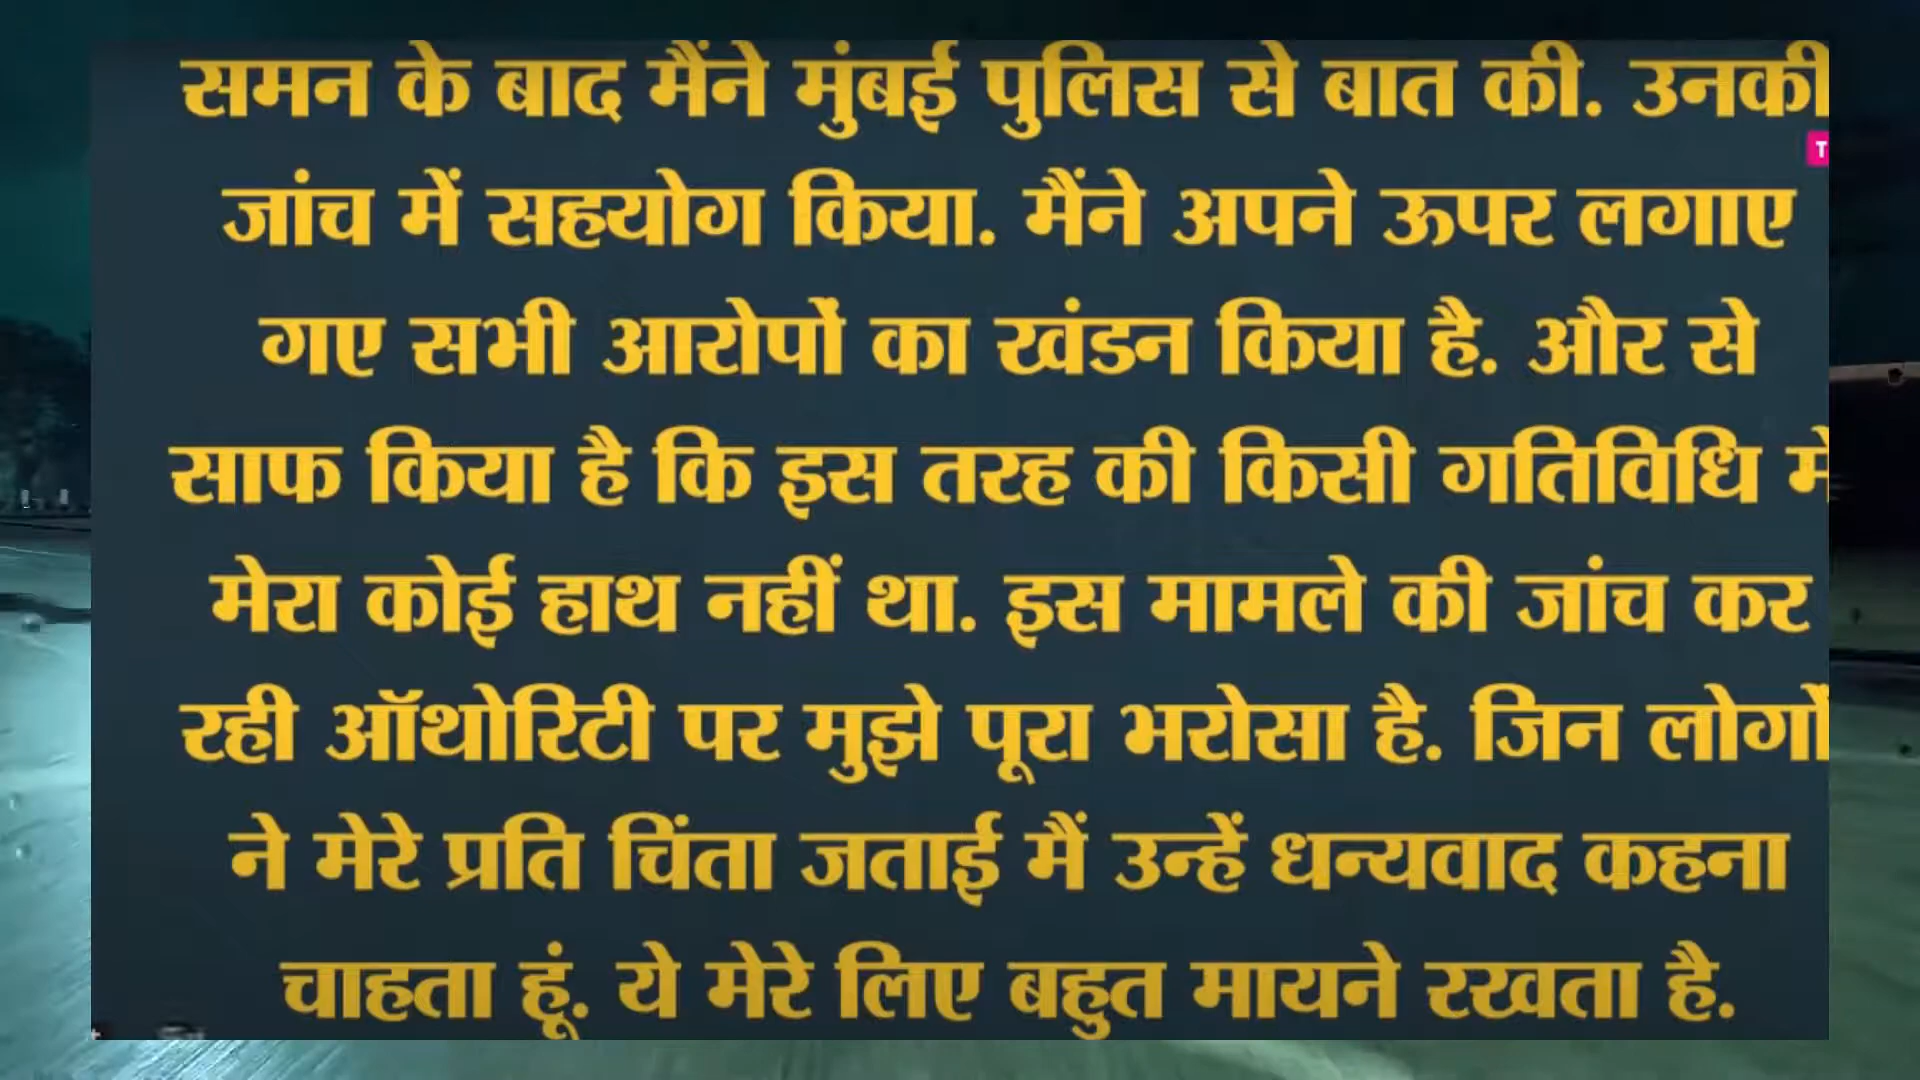 समन के बाद मैंने मुंबई पुलिस से बात की. उनकी
T
जांच में सहयोग किया. मैंने अपने ऊपर लगाए
गए सभी आरोपों का खंडन किया है. और से
साफ किया है कि इस तरह की किसी गतिविधि में
मेरा कोई हाथ नहीं था. इस मामले की जांच कर
रही ऑथोरिटी पर मुझे पूरा भरोसा है. जिन लोगों
ने मेरे प्रति चिंता जताई मैं उन्हें धन्यवाद कहना
चाहता हूं. ये मेरे लिए बहुत मायने रखता है.